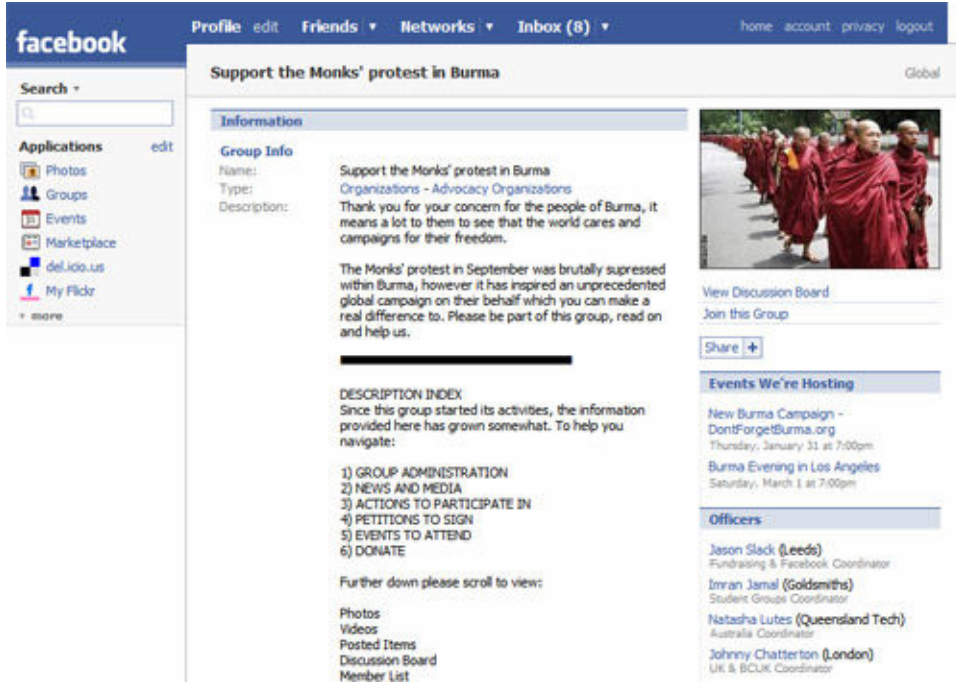 facebook
Profile edit Friends Networks Inbox (8) home account privacy logout
Search
Applications edit
Photos
Groups
Events
Marketplace
del.icio.us
My Flickr
more
Support the Monks' protest in Burma Global
Information
Group Info
Name: Support the Monks' protest in Burma
Type: Organizations - Advocacy Organizations
Description: Thank you for your concern for the people of Burma, it
means a lot to them to see that the world cares and
campaigns for their freedom.
The Monks' protest in September was brutally supressed
within Burma, however it has inspired an unprecedented
global campaign on their behalf which you can make a
real difference to. Please be part of this group, read on
and help us.
DESCRIPTION INDEX
Since this group started its activities, the information
provided here has grown somewhat. To help you
navigate:
1) GROUP ADMINISTRATION
2) NEWS AND MEDIA
3) ACTIONS TO PARTICIPATE IN
4) PETITIONS TO SIGN
5) EVENTS TO ATTEND
6) DONATE
Further down please scroll to view:
Photos
Videos
Posted Items
Discussion Board
Member List
View Discussion Board
Join this Group
Share +
Events We're Hosting
New Burma Campaign -
DontForgetBurma.org
Thursday, January 31 at 7:00pm
Burma Evening in Los Angeles
Saturday, March 1 at 7:00pm
Officers
Jason Slack (Leeds)
Fundraising & Facebook Coordinator
Imran Jamal (Goldsmiths)
Student Groups Coordinator
Natasha Lutes (Queensland Tech)
Australia Coordinator
Johnny Chatterton (London)
UK & BCUK Coordinator